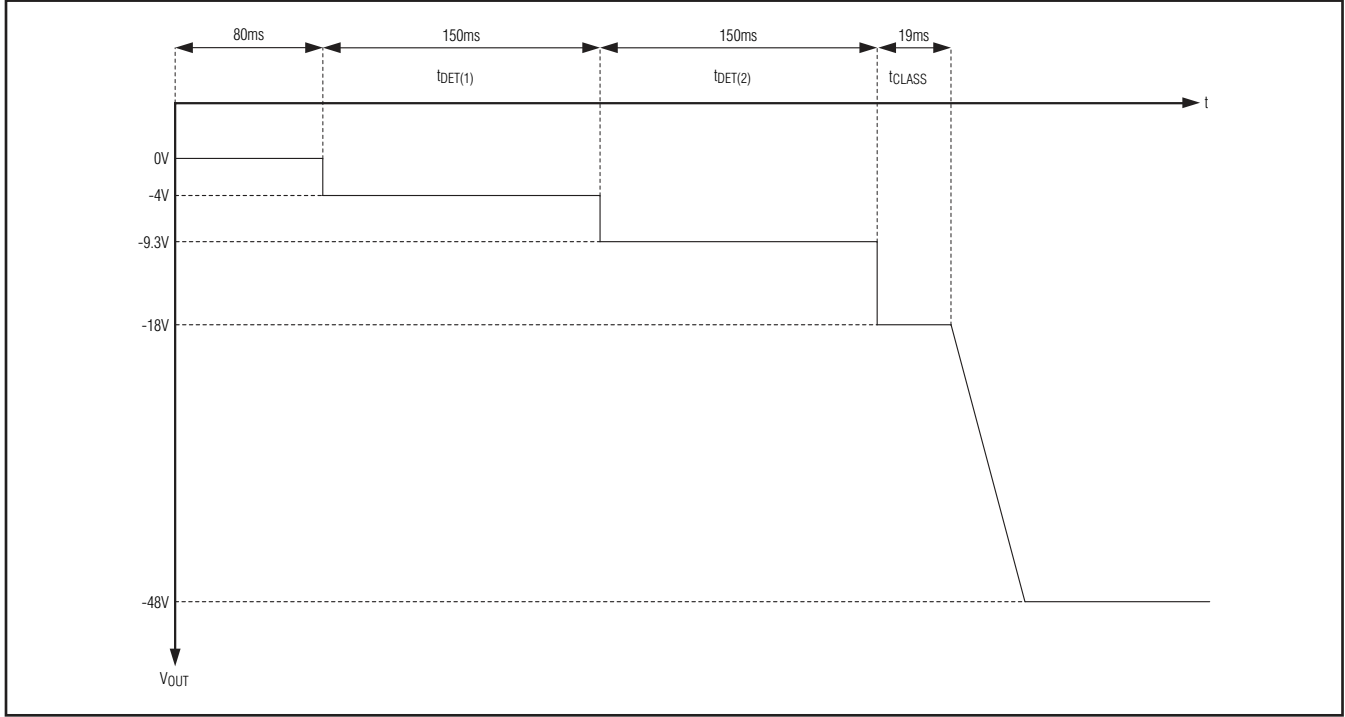 80ms 150ms 150ms 19ms
tDET(1) tDET(2) tCLASS
t
0V
-4V
-9.3V
-18V
-48V
VOUT